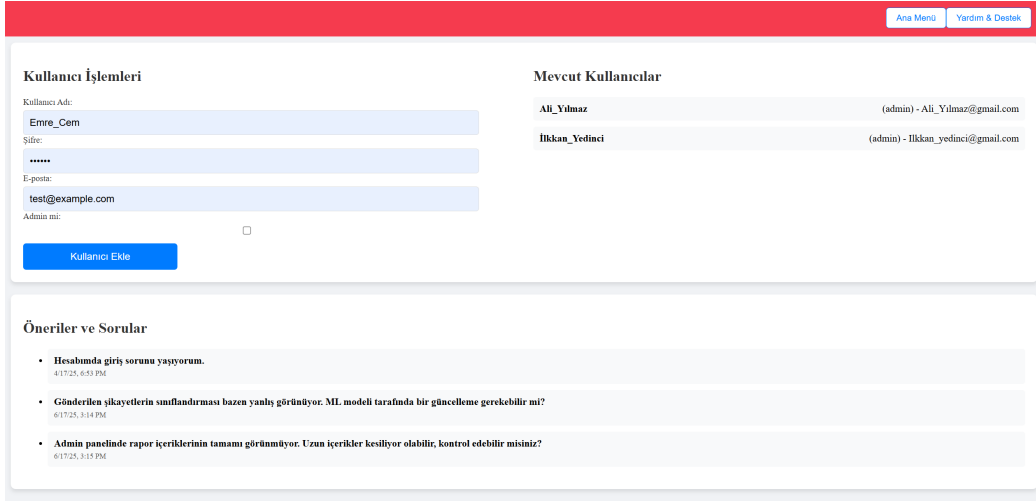 Ana Menü
Yardım & Destek
Kullanıcı İşlemleri
Kullanıcı Adı:
Emre_Cem
Şifre:
••••••
E-posta:
test@example.com
Admin mi:
Kullanıcı Ekle
Mevcut Kullanıcılar
Ali_Yılmaz (admin) - Ali_Yılmaz@gmail.com
İlkkan_Yedinci (admin) - Ilkkan_yedinci@gmail.com
Öneriler ve Sorular
• Hesabımda giriş sorunu yaşıyorum.
4/17/25, 6:53 PM
• Gönderilen şikayetlerin sınıflandırması bazen yanlış görünüyor. ML modeli tarafında bir güncelleme gerekebilir mi?
6/17/25, 3:14 PM
• Admin panelinde rapor içeriklerinin tamamı görünmüyor. Uzun içerikler kesiliyor olabilir, kontrol edebilir misiniz?
6/17/25, 3:15 PM